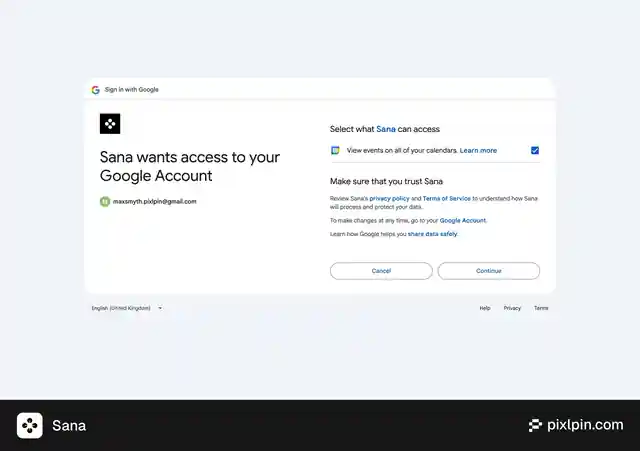 Sign in with Google
Sana wants access to your
Google Account
maxsmyth.pixlpin@gmail.com
Select what Sana can access
View events on all of your calendars. Learn more
Make sure that you trust Sana
Review Sana's privacy policy and Terms of Service to understand how Sana
will process and protect your data.
To make changes at any time, go to your Google Account.
Learn how Google helps you share data safely.
Cancel
Continue
English (United Kingdom)
Help
Privacy
Terms
Sana
pixlpin.com